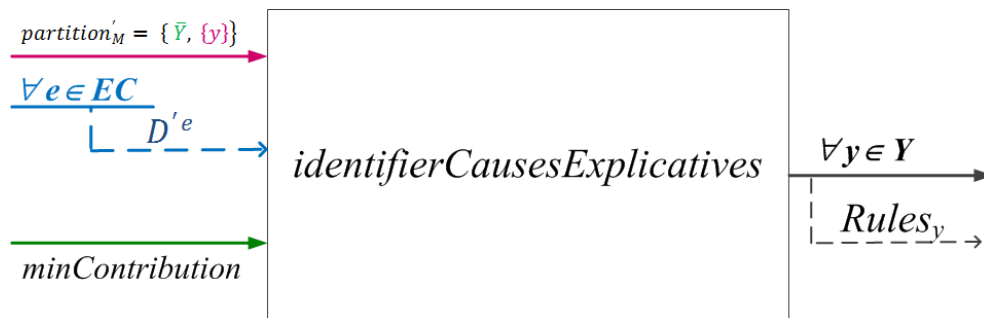 partition'_M = { Ȳ, {y}}
∀e∈EC
D'^e
identifierCausesExplicatives
∀y∈Y
Rules_y
minContribution